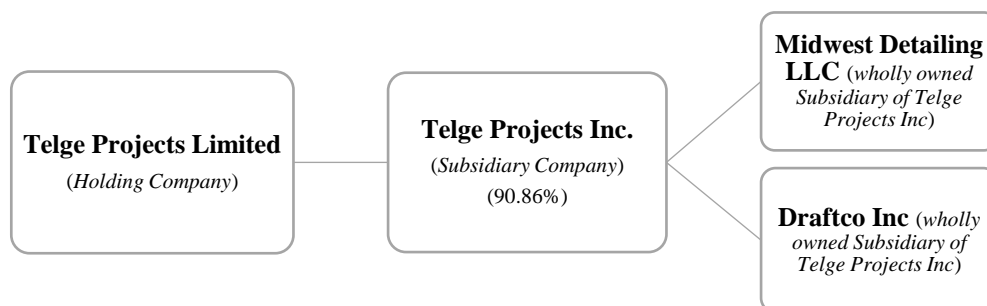 Telge Projects Limited
(Holding Company)
Telge Projects Inc.
(Subsidiary Company)
(90.86%)
Midwest Detailing
LLC (wholly owned
Subsidiary of Telge
Projects Inc)
Draftco Inc (wholly
owned Subsidiary of
Telge Projects Inc)